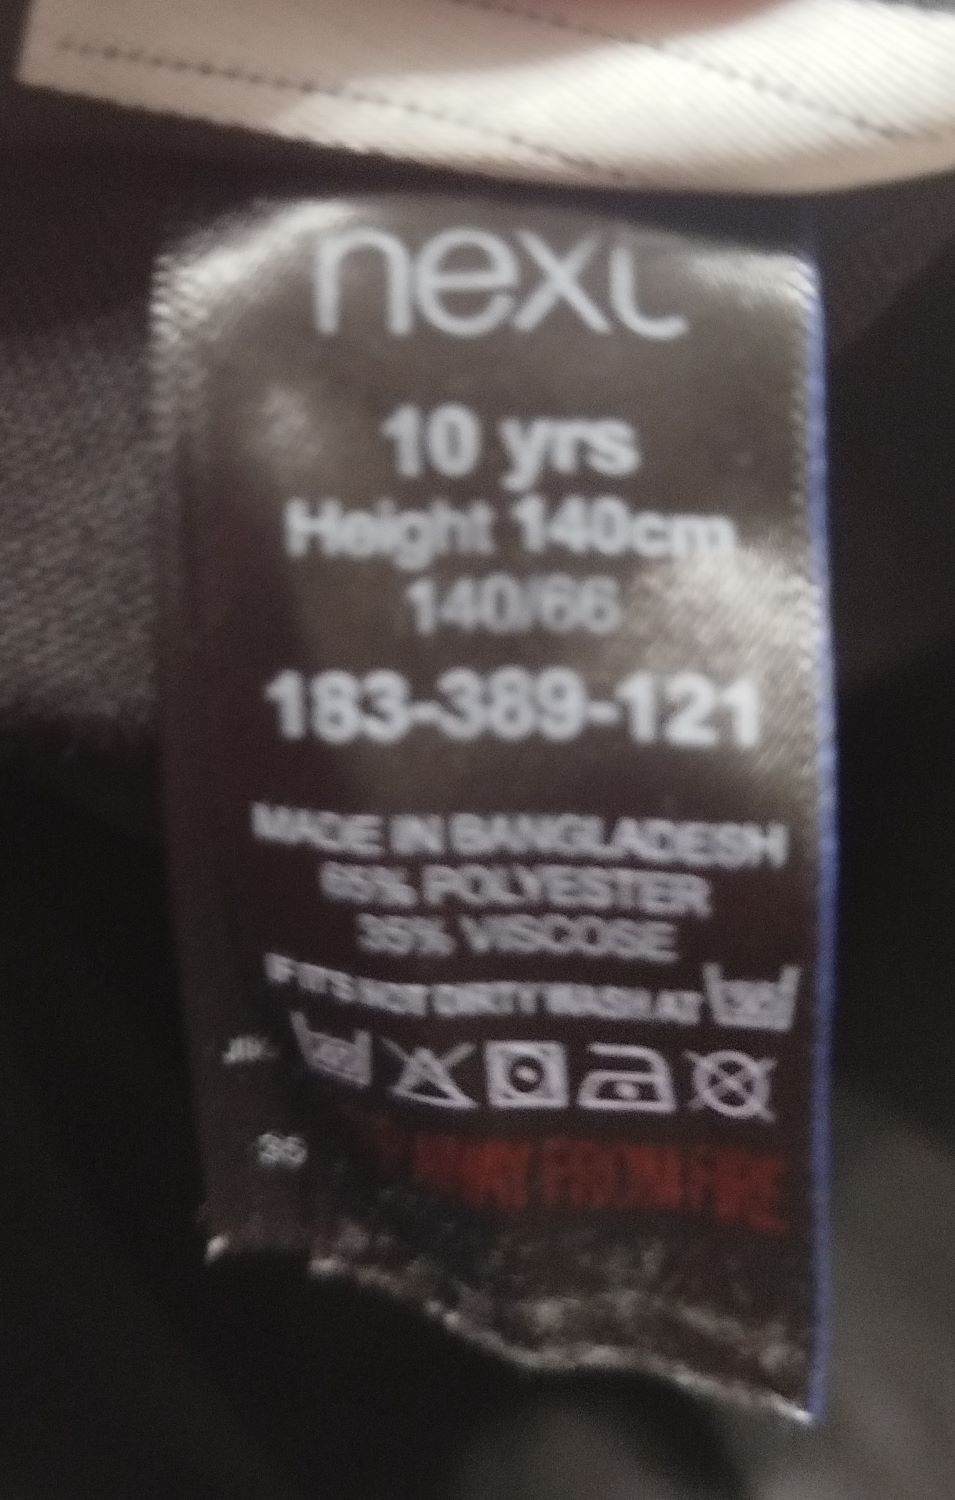 next
10 yrs
Height 140cm
140/66
183-389-121
MADE IN BANGLADESH
65% POLYESTER
35% VISCOSE
IF IT'S NOT DIRTY WASH AT 30
40
AWAY FROM FIRE